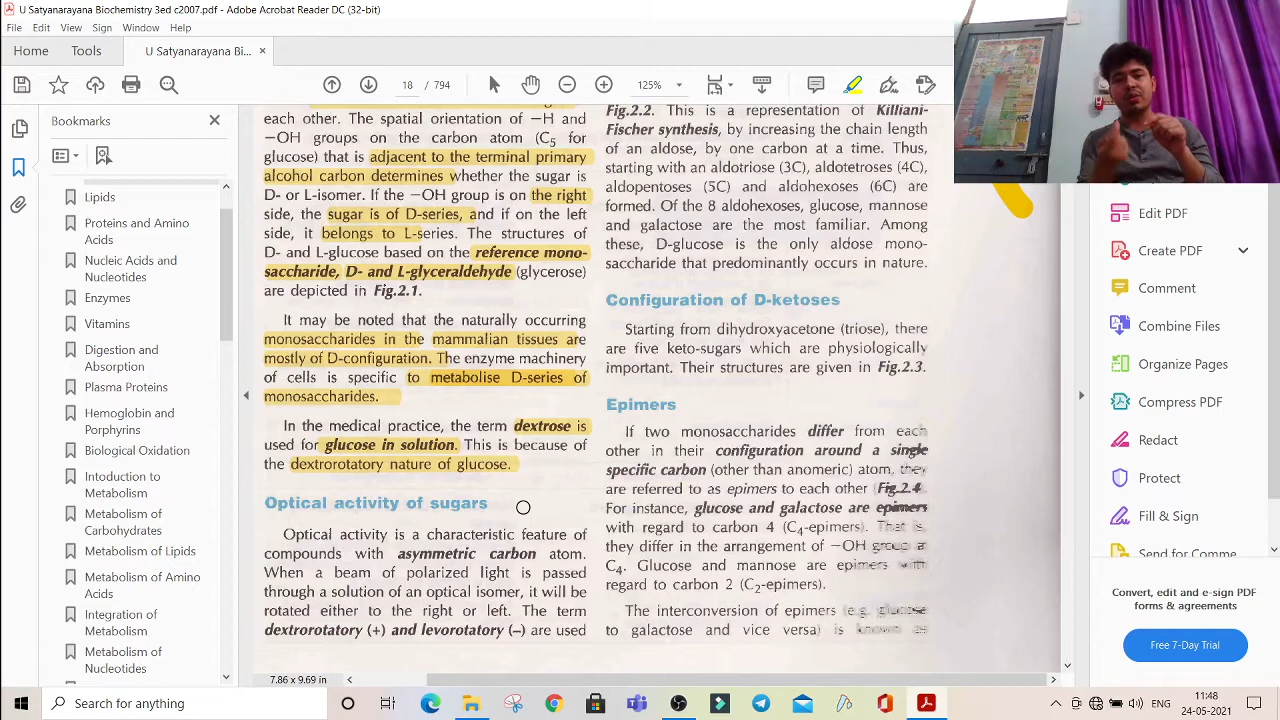 U Satyanarayana Biochemistry 3ed c2007.pdf - Adobe Acrobat Reader DC (32-bit)
File Edit View Sign Window Help
Home Tools U Satyanarayana Bi... ×
18 / 794 125%
Bookmarks
Lipids
Proteins and Amino
Acids
Nucleic Acids and
Nucleotides
Enzymes
Vitamins
Digestion and
Absorption
Plasma Proteins
Hemoglobin and
Porphyrins
Biological Oxidation
Intoduction to
Metabolism
Metabolism of
Carbohydrates
Metabolism of Lipids
Metabolism of Amino
Acids
Integration of
Metabolism
Metabolism of
Nucleotides
each other. The spatial orientation of −H and
−OH groups on the carbon atom (C5 for
glucose) that is adjacent to the terminal primary
alcohol carbon determines whether the sugar is
D- or L-isomer. If the −OH group is on the right
side, the sugar is of D-series, and if on the left
side, it belongs to L-series. The structures of
D- and L-glucose based on the reference mono-
saccharide, D- and L-glyceraldehyde (glycerose)
are depicted in Fig.2.1.
It may be noted that the naturally occurring
monosaccharides in the mammalian tissues are
mostly of D-configuration. The enzyme machinery
of cells is specific to metabolise D-series of
monosaccharides.
In the medical practice, the term dextrose is
used for glucose in solution. This is because of
the dextrorotatory nature of glucose.
Optical activity of sugars
Optical activity is a characteristic feature of
compounds with asymmetric carbon atom.
When a beam of polarized light is passed
through a solution of an optical isomer, it will be
rotated either to the right or left. The term
dextrorotatory (+) and levorotatory (–) are used
Fig.2.2. This is a representation of Killiani-
Fischer synthesis, by increasing the chain length
of an aldose, by one carbon at a time. Thus,
starting with an aldotriose (3C), aldotetroses (4C),
aldopentoses (5C) and aldohexoses (6C) are
formed. Of the 8 aldohexoses, glucose, mannose
and galactose are the most familiar. Among
these, D-glucose is the only aldose mono-
saccharide that predominantly occurs in nature.
Configuration of D-ketoses
Starting from dihydroxyacetone (triose), there
are five keto-sugars which are physiologically
important. Their structures are given in Fig.2.3.
Epimers
If two monosaccharides differ from each
other in their configuration around a single
specific carbon (other than anomeric) atom, they
are referred to as epimers to each other (Fig.2.4
For instance, glucose and galactose are epimers
with regard to carbon 4 (C4-epimers). That is
they differ in the arrangement of −OH group at
C4. Glucose and mannose are epimers with
regard to carbon 2 (C2-epimers).
The interconversion of epimers (e.g. glucose
to galactose and vice versa) is known as
Edit PDF
Create PDF
Comment
Combine Files
Organize Pages
Compress PDF
Redact
Protect
Fill & Sign
Send for Comme
Convert, edit and e-sign PDF
forms & agreements
Free 7-Day Trial
7.86 x 9.69 in
Type here to search
11:48
24-05-2021
ENG